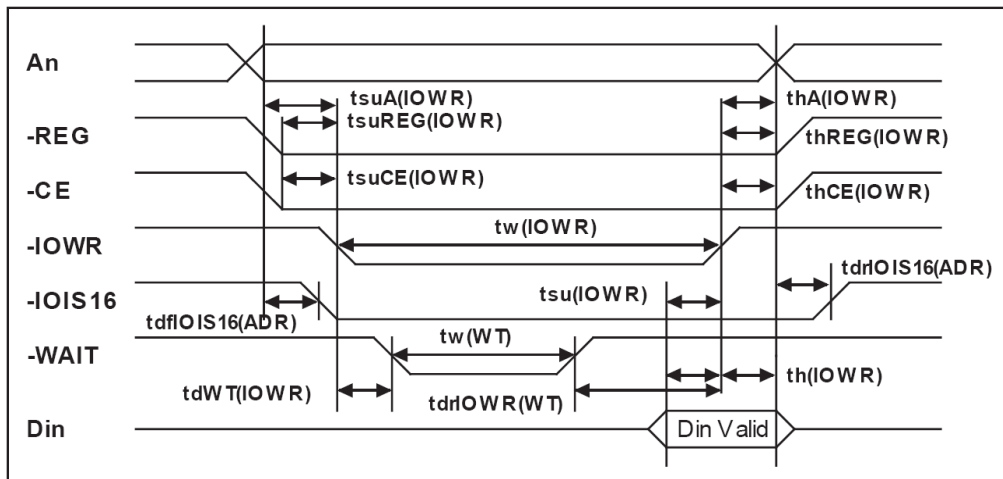 An
tsuA(IOWR)
thA(IOWR)
tsuREG(IOWR)
-REG
thREG(IOWR)
tsuCE(IOWR)
-CE
thCE(IOWR)
tw(IOWR)
-IOWR
tdrIOIS16(ADR)
-IOIS16
tsu(IOWR)
tdfIOIS16(ADR)
tw(WT)
-WAIT
th(IOWR)
tdWT(IOWR)
tdrIOWR(WT)
Din
Din Valid